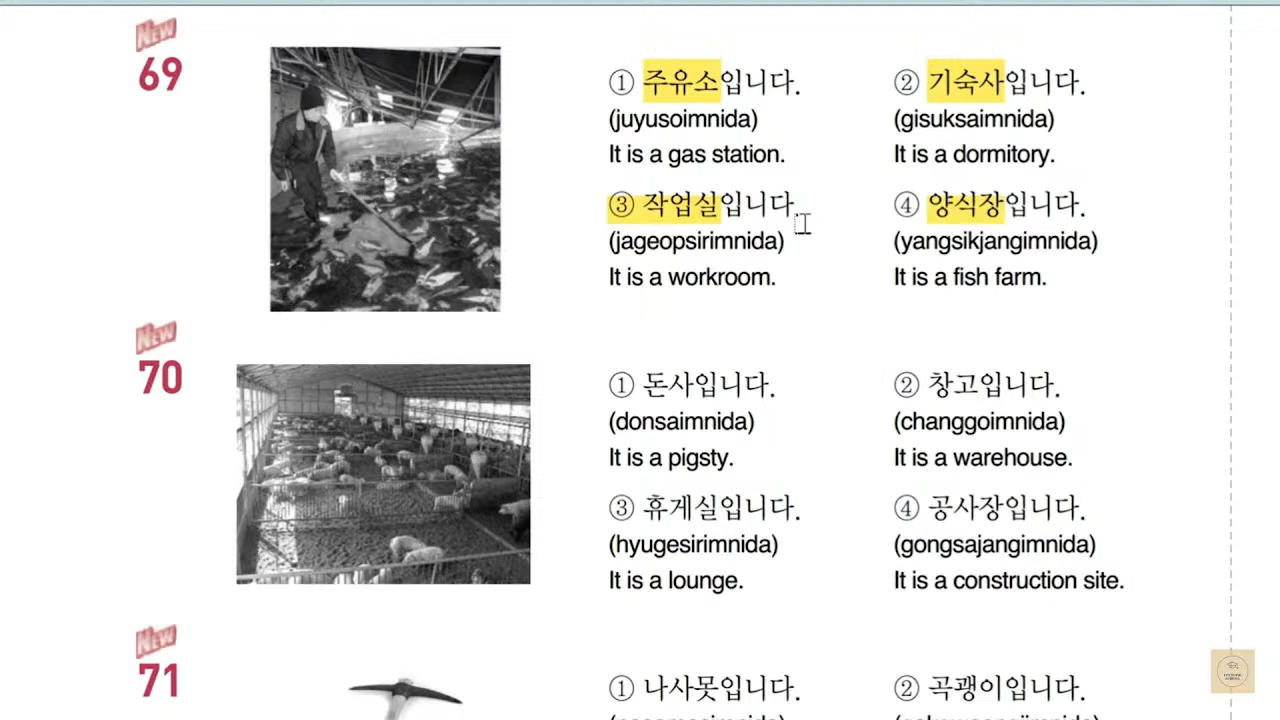 NEW
69
① 주유소입니다. ② 기숙사입니다.
(juyusoimnida) (gisuksaimnida)
It is a gas station. It is a dormitory.
③ 작업실입니다. ④ 양식장입니다.
(jageopsirimnida) (yangsikjangimnida)
It is a workroom. It is a fish farm.
NEW
70
① 돈사입니다. ② 창고입니다.
(donsaimnida) (changgoimnida)
It is a pigsty. It is a warehouse.
③ 휴게실입니다. ④ 공사장입니다.
(hyugesirimnida) (gongsajangimnida)
It is a lounge. It is a construction site.
NEW
71
① 나사못입니다. ② 곡괭이입니다.